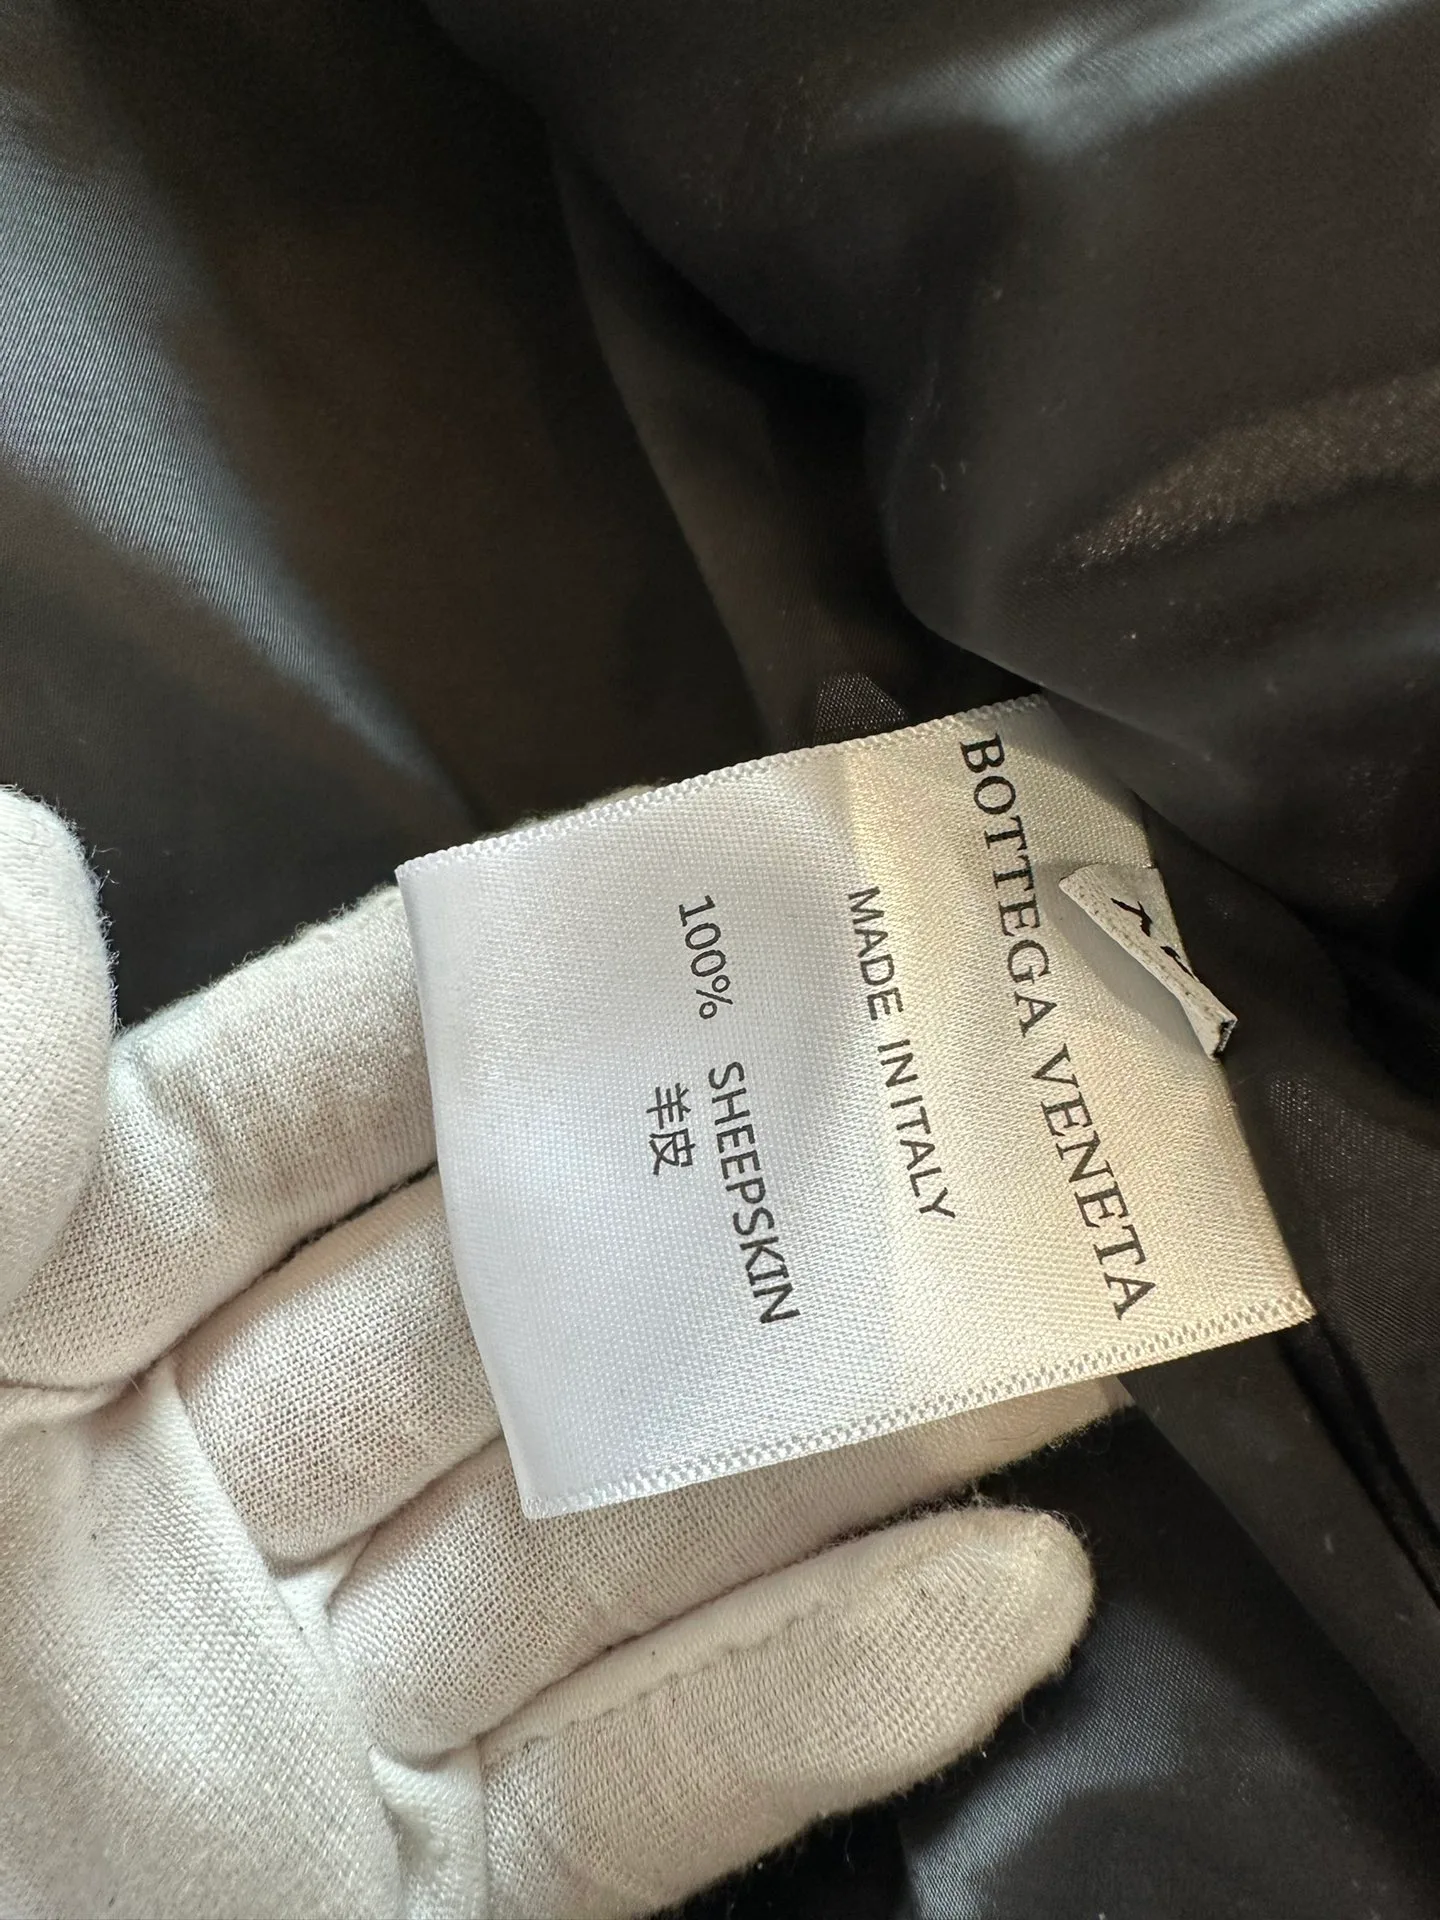 BOTTEGA VENETA
MADE IN ITALY
100% SHEEPSKIN
羊皮